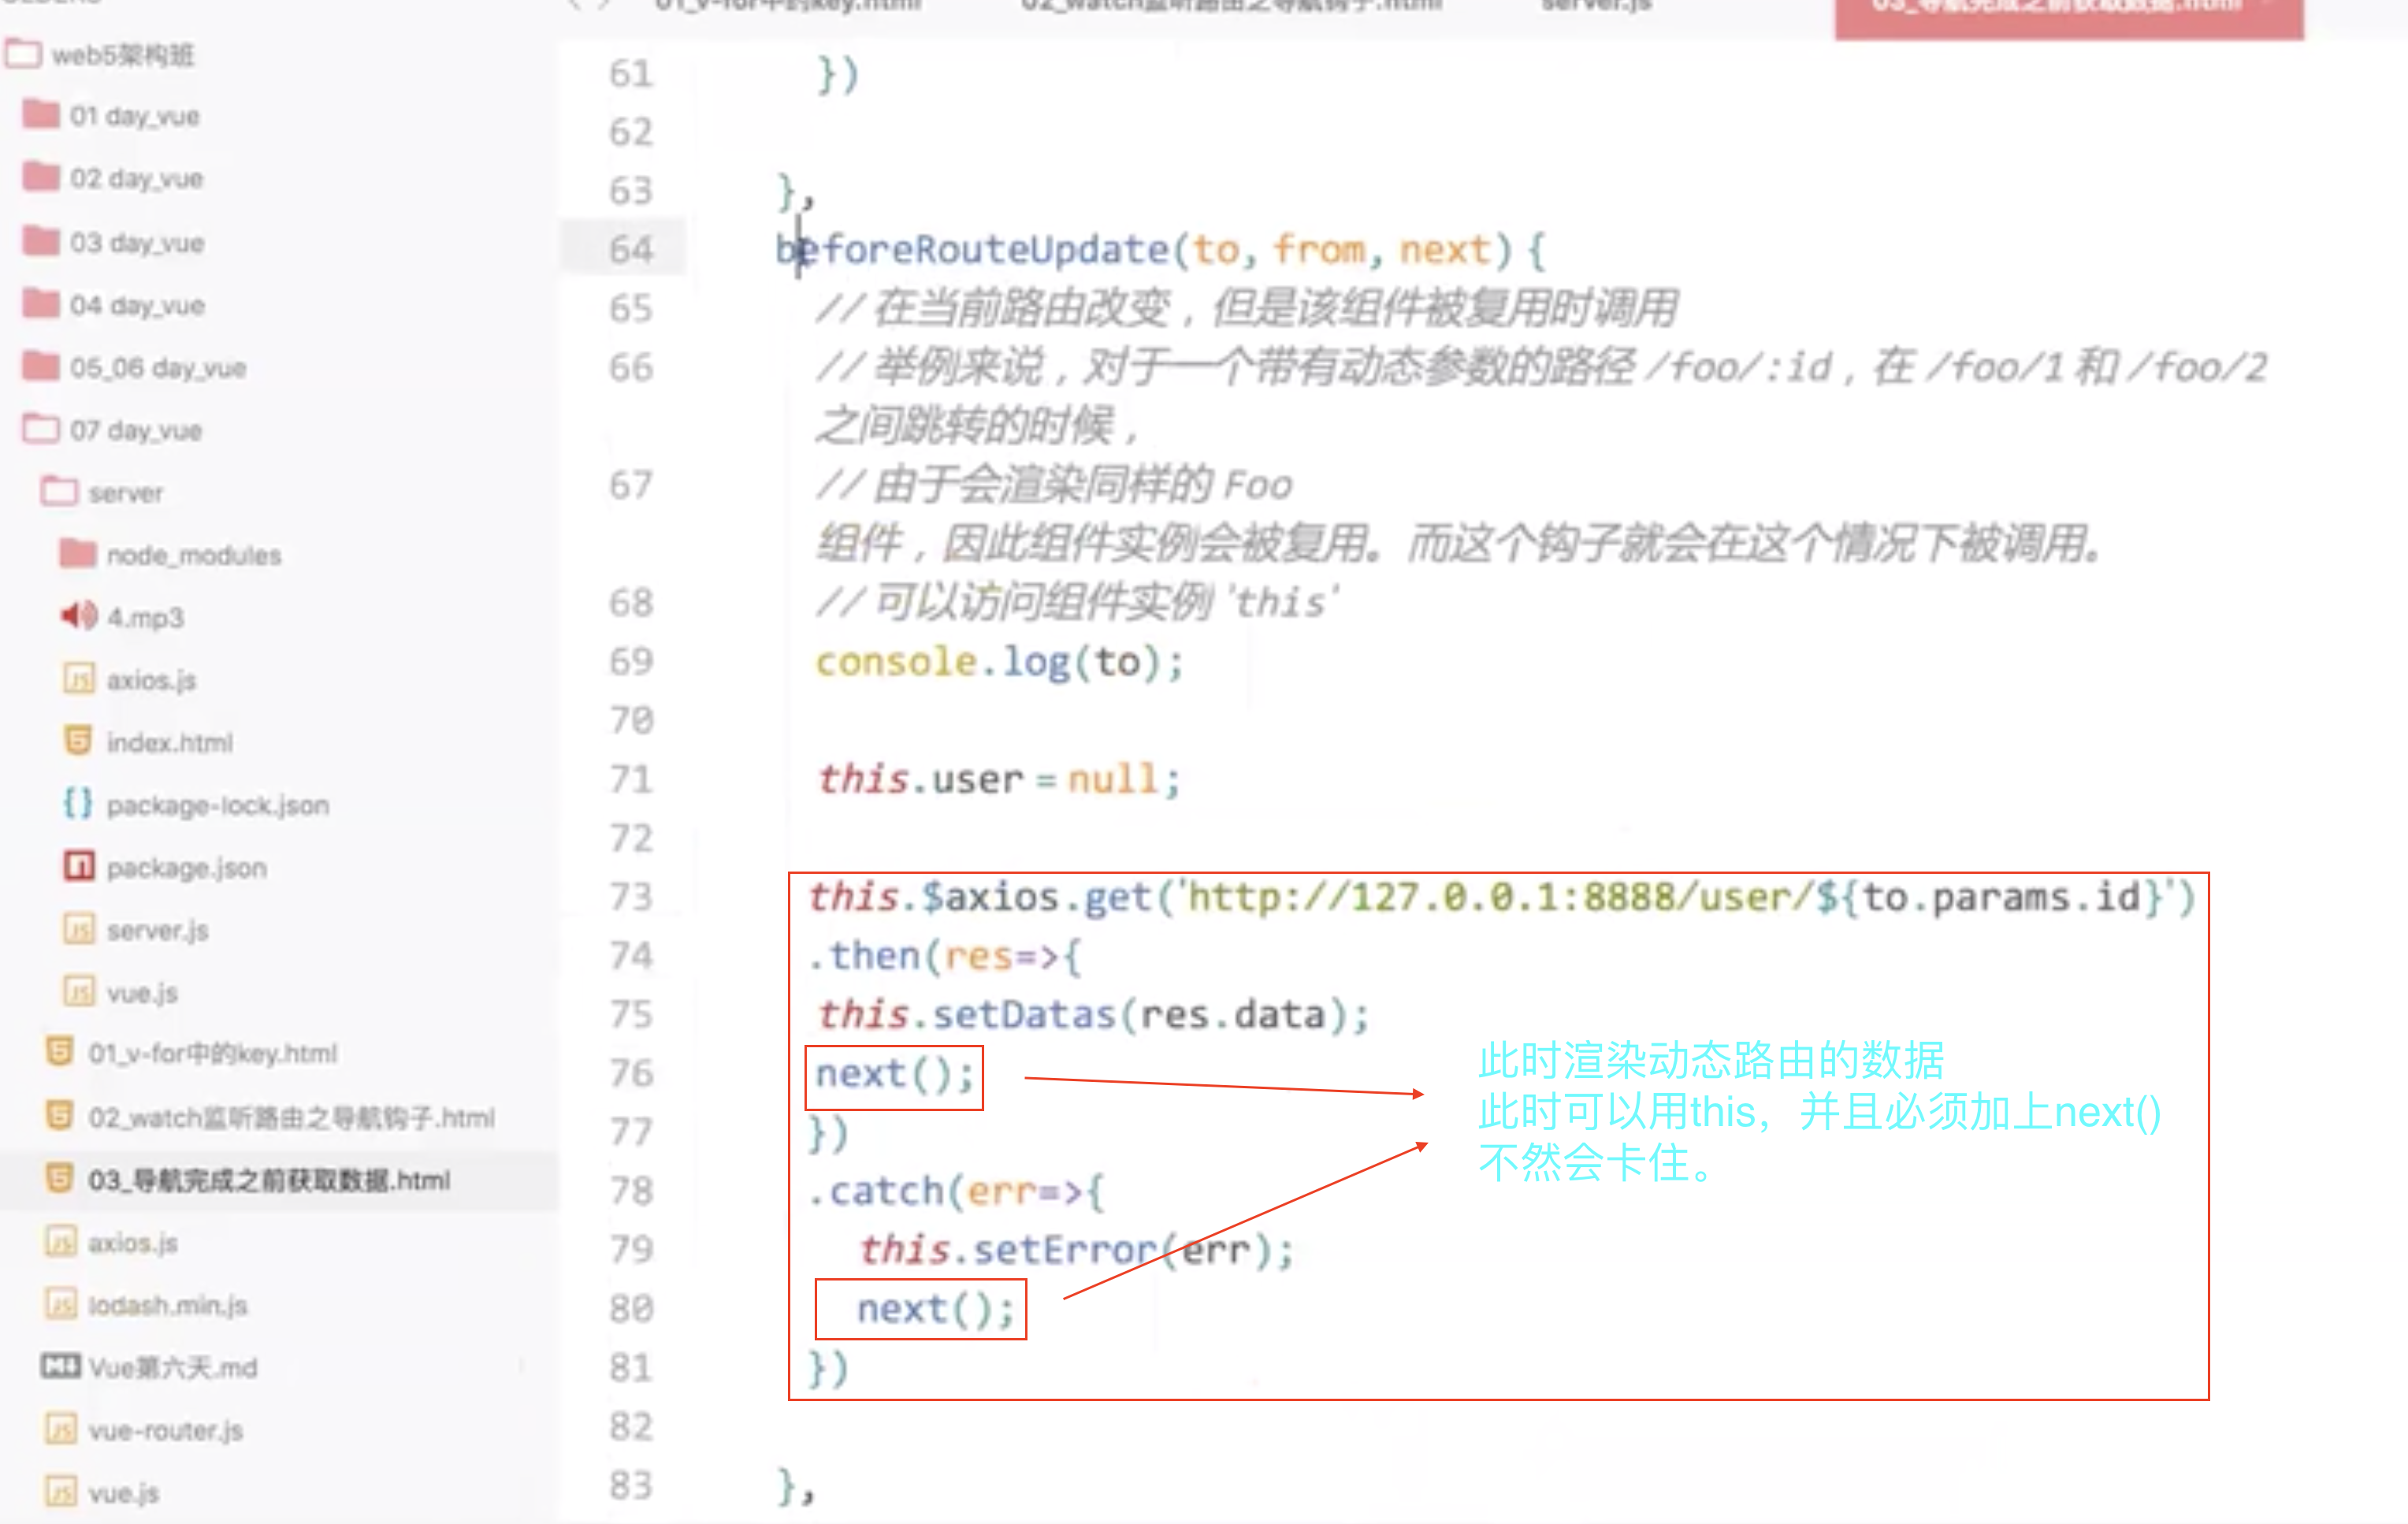 01_v-for中的key.html
02_watch监听路由之导航钩子.html
server.js
03_导航完成之前获取数据.html
web5架构班
01 day_vue
02 day_vue
03 day_vue
04 day_vue
05_06 day_vue
07 day_vue
server
node_modules
4.mp3
axios.js
index.html
package-lock.json
package.json
server.js
vue.js
01_v-for中的key.html
02_watch监听路由之导航钩子.html
03_导航完成之前获取数据.html
axios.js
lodash.min.js
Vue第六天.md
vue-router.js
vue.js
61 })
62
63 },
64 beforeRouteUpdate(to, from, next) {
65 // 在当前路由改变，但是该组件被复用时调用
66 // 举例来说，对于一个带有动态参数的路径 /foo/:id，在 /foo/1 和 /foo/2
之间跳转的时候，
67 // 由于会渲染同样的 Foo
组件，因此组件实例会被复用。而这个钩子就会在这个情况下被调用。
68 // 可以访问组件实例 'this'
69 console.log(to);
70
71 this.user = null;
72
73 this.$axios.get(`http://127.0.0.1:8888/user/${to.params.id}`)
74 .then(res=>{
75 this.setDatas(res.data);
76 next();
77 })
78 .catch(err=>{
79 this.setError(err);
80 next();
81 })
82
83 },
此时渲染动态路由的数据
此时可以用this，并且必须加上next()
不然会卡住。